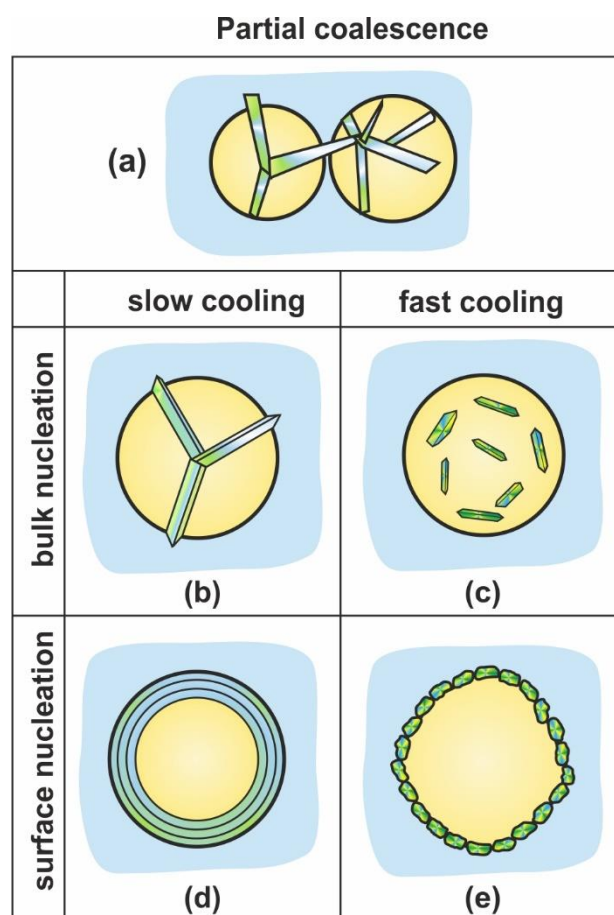 Partial coalescence
(a)
slow cooling
fast cooling
bulk nucleation
(b)
(c)
surface nucleation
(d)
(e)